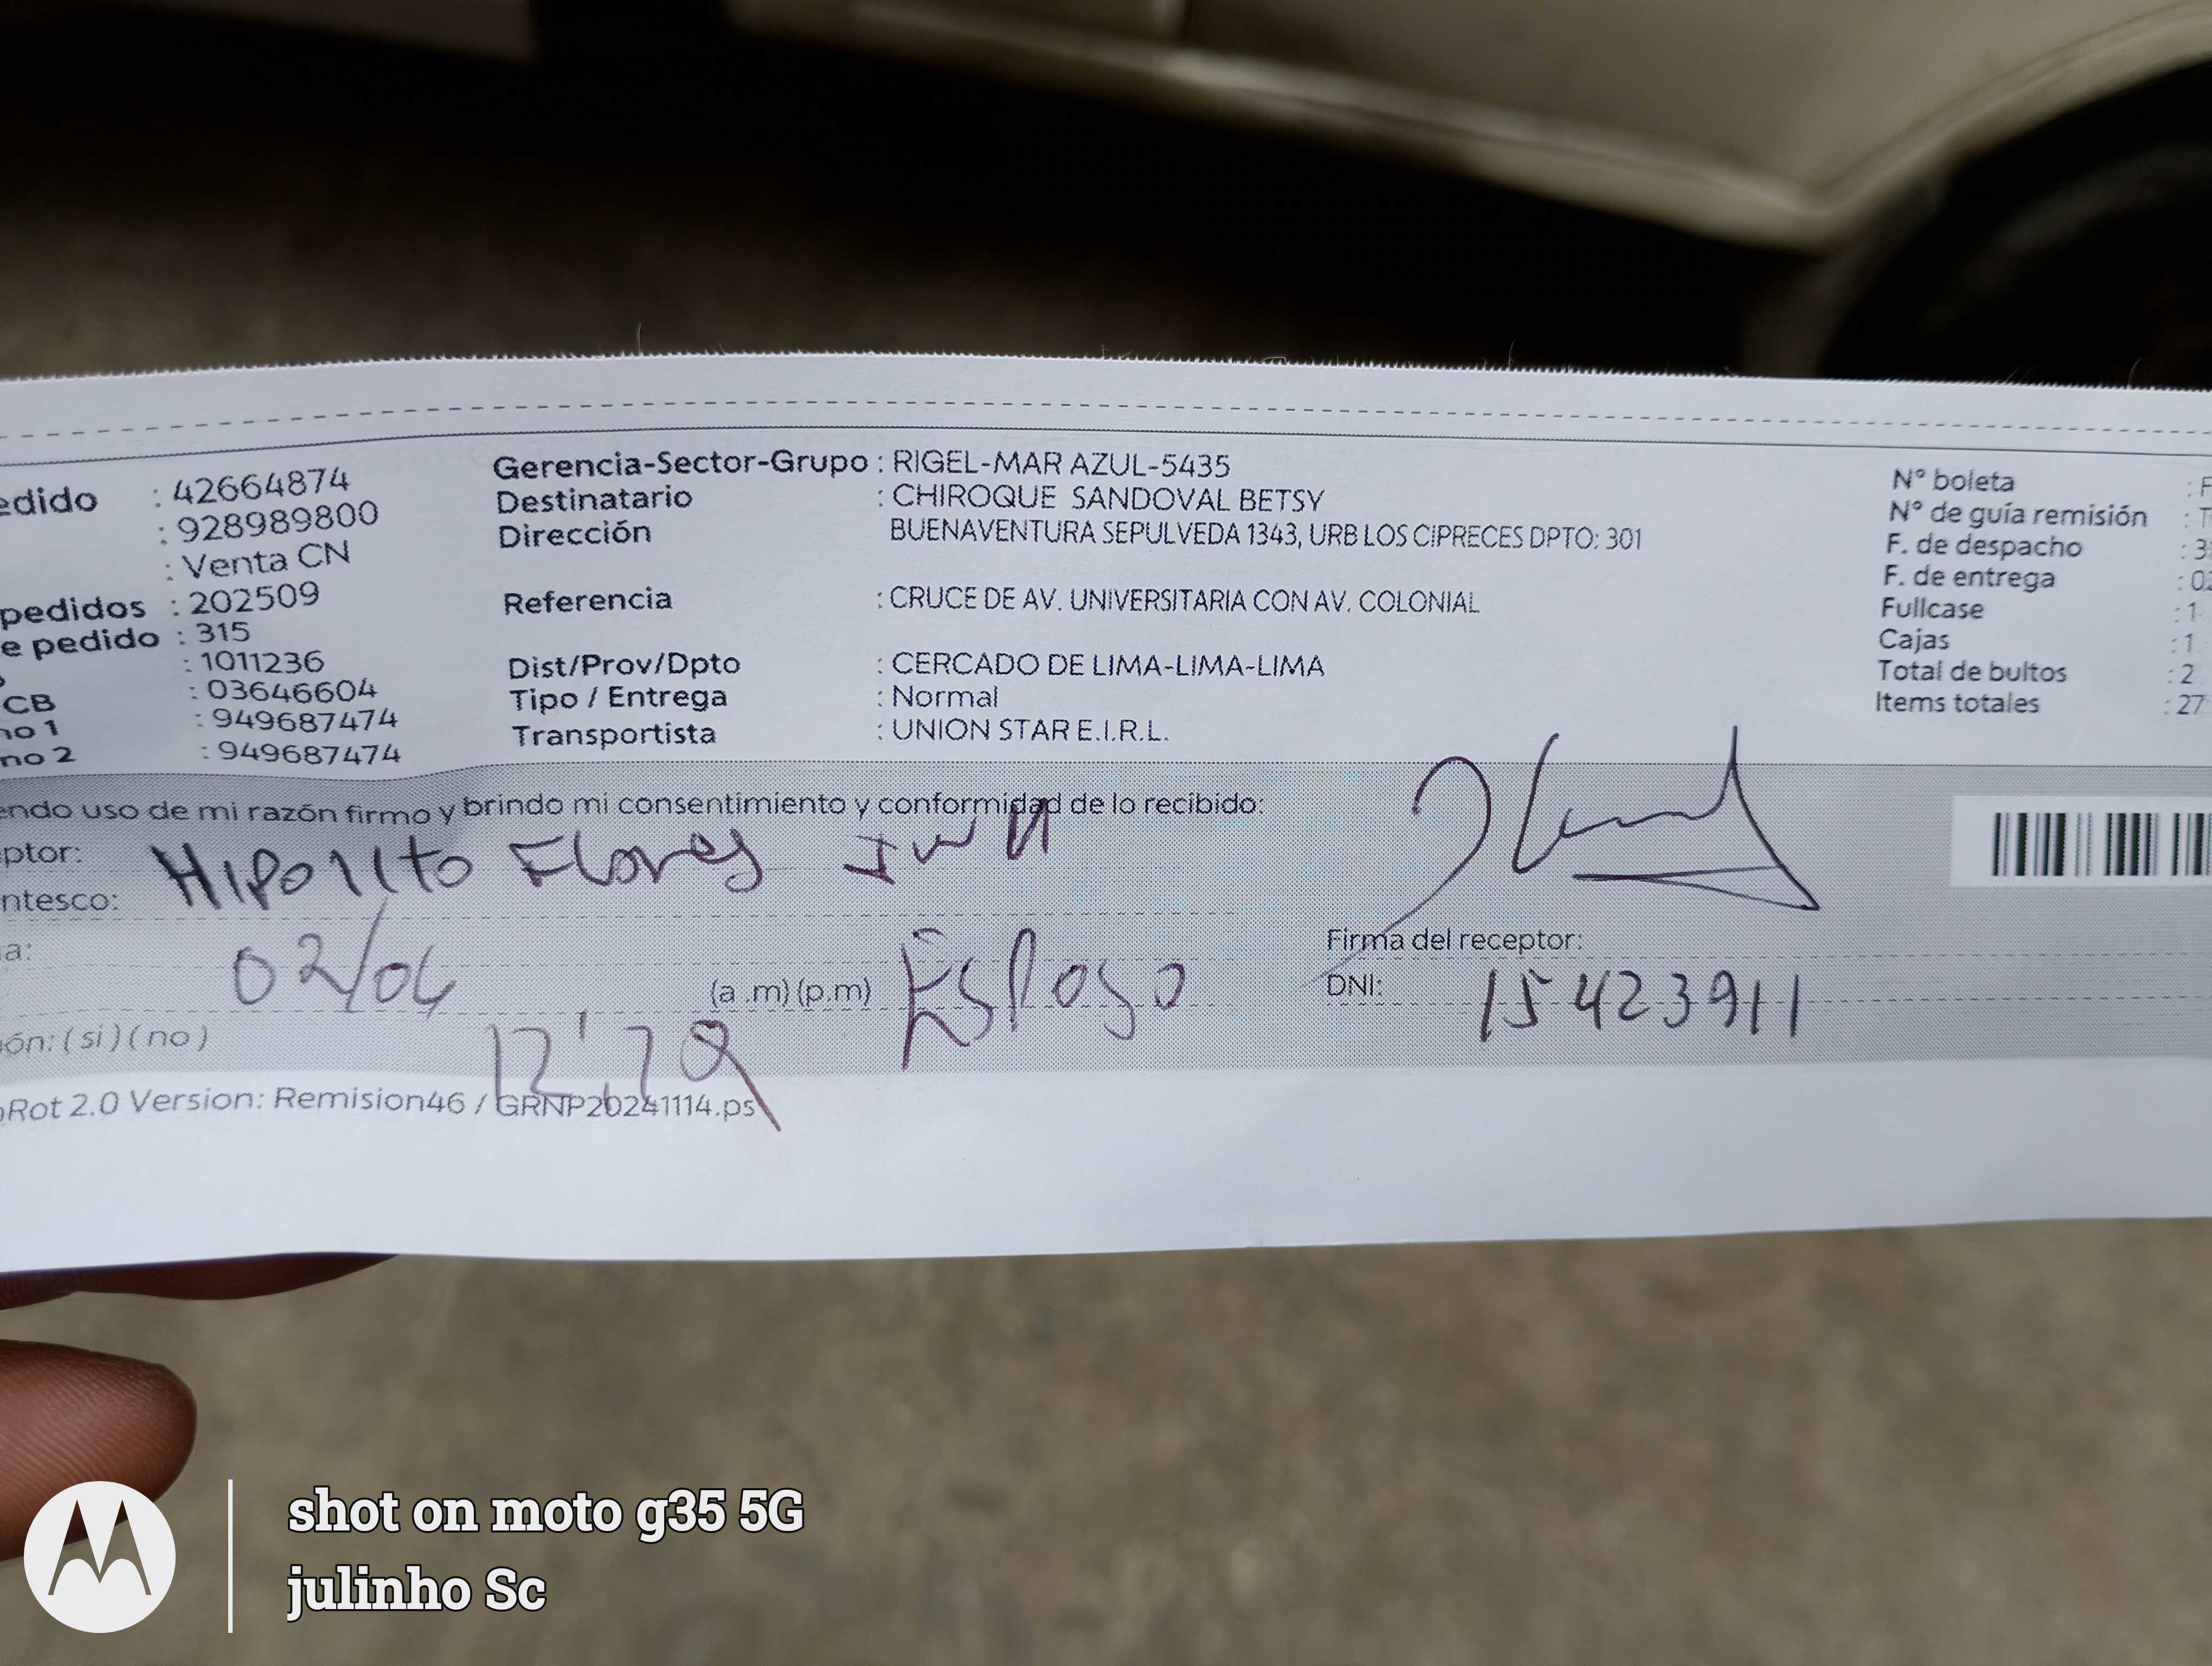 edido : 42664874
: 928989800
: Venta CN
pedidos : 202509
e pedido : 315
: 1011236
CB : 03646604
no 1 : 949687474
no 2 : 949687474
Gerencia-Sector-Grupo : RIGEL-MAR AZUL-5435
Destinatario : CHIROQUE SANDOVAL BETSY
Dirección BUENAVENTURA SEPULVEDA 1343, URB LOS CIPRECES DPTO: 301
Referencia : CRUCE DE AV. UNIVERSITARIA CON AV. COLONIAL
Dist/Prov/Dpto : CERCADO DE LIMA-LIMA-LIMA
Tipo / Entrega : Normal
Transportista : UNION STAR E.I.R.L.
N° boleta : F
N° de guía remisión : T
F. de despacho : 3
F. de entrega : 02
Fullcase : 1
Cajas : 1
Total de bultos : 2
Items totales : 27
endo uso de mi razón firmo y brindo mi consentimiento y conformidad de lo recibido:
ptor: Hipolito Flores
ntesco:
a: 02/04 (a .m) (p.m) Esposo
Firma del receptor:
DNI: 15423911
ón: ( si ) ( no )
Rot 2.0 Version: Remision46 / GRNP20241114.ps
shot on moto g35 5G
julinho Sc